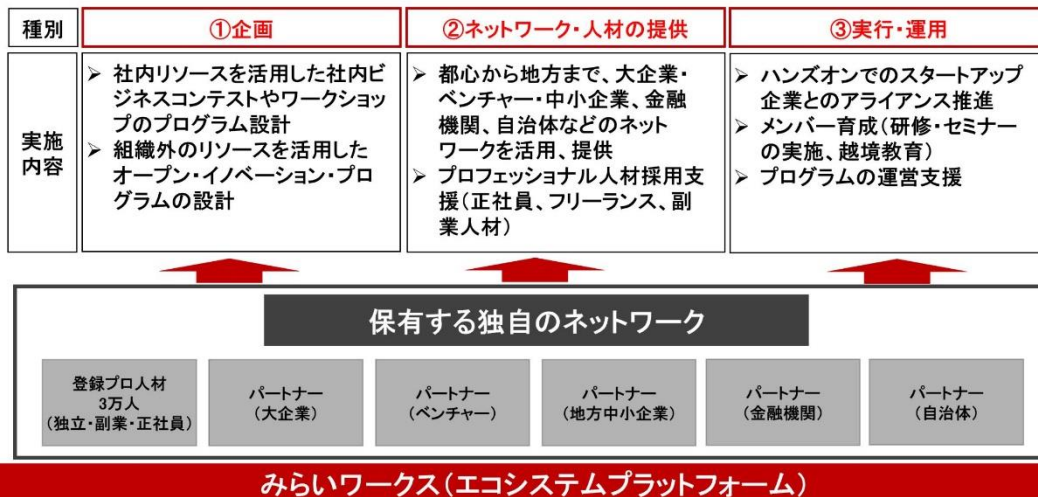 種別
①企画
②ネットワーク・人材の提供
③実行・運用
実施
内容
➢ 社内リソースを活用した社内ビ
ジネスコンテストやワークショッ
プのプログラム設計
➢ 組織外のリソースを活用した
オープン・イノベーション・プロ
グラムの設計
➢ 都心から地方まで、大企業・
ベンチャー・中小企業、金融
機関、自治体などのネット
ワークを活用、提供
➢ プロフェッショナル人材採用支
援(正社員、フリーランス、副
業人材)
➢ ハンズオンでのスタートアップ
企業とのアライアンス推進
➢ メンバー育成(研修・セミナー
の実施、越境教育)
➢ プログラムの運営支援
保有する独自のネットワーク
登録プロ人材
3万人
(独立・副業・正社員)
パートナー
(大企業)
パートナー
(ベンチャー)
パートナー
(地方中小企業)
パートナー
(金融機関)
パートナー
(自治体)
みらいワークス(エコシステムプラットフォーム)